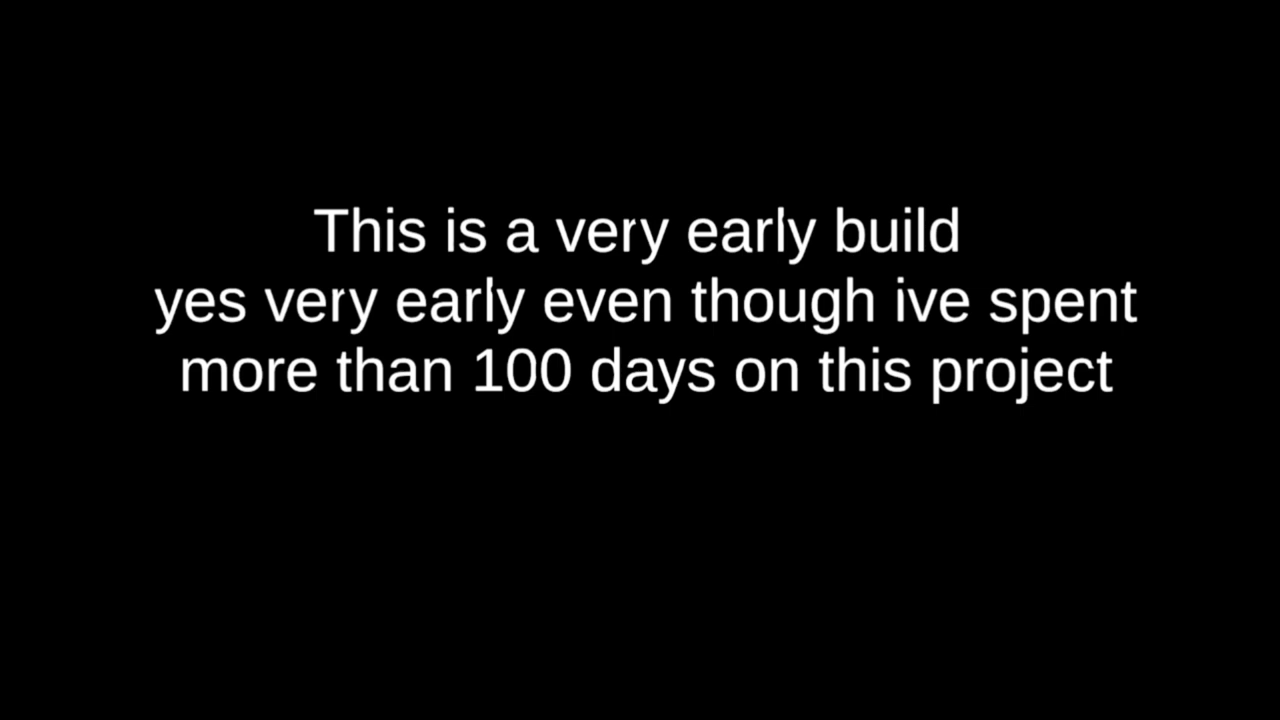 This is a very early build
yes very early even though ive spent
more than 100 days on this project